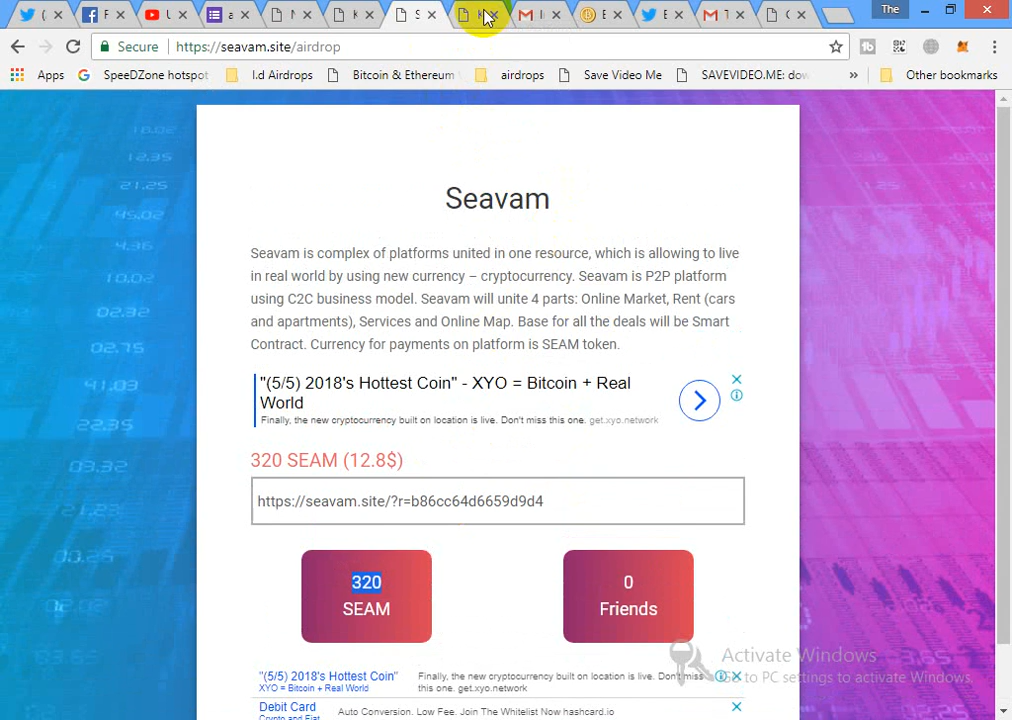 ( F U a N K S K I E E T C The
Secure https://seavam.site/airdrop
Apps SpeeDZone hotspot I.d Airdrops Bitcoin & Ethereum airdrops Save Video Me SAVEVIDEO.ME: dow » Other bookmarks
Seavam
Seavam is complex of platforms united in one resource, which is allowing to live
in real world by using new currency – cryptocurrency. Seavam is P2P platform
using C2C business model. Seavam will unite 4 parts: Online Market, Rent (cars
and apartments), Services and Online Map. Base for all the deals will be Smart
Contract. Currency for payments on platform is SEAM token.
"(5/5) 2018's Hottest Coin" - XYO = Bitcoin + Real
World
Finally, the new cryptocurrency built on location is live. Don't miss this one. get.xyo.network
320 SEAM (12.8$)
https://seavam.site/?r=b86cc64d6659d9d4
320
SEAM
0
Friends
Activate Windows
Go to PC settings to activate Windows.
"(5/5) 2018's Hottest Coin"
XYO = Bitcoin + Real World
Finally, the new cryptocurrency built on location is live. Don't miss
this one. get.xyo.network
Debit Card
Crypto and Fiat
Auto Conversion. Low Fee. Join The Whitelist Now hashcard.io